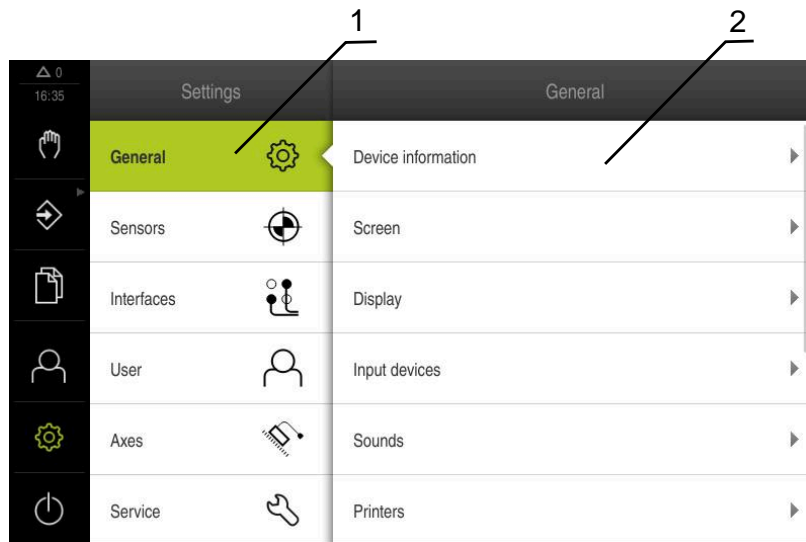 1
2
0
16:35
Settings
General
General
Device information
Sensors
Screen
Interfaces
Display
User
Input devices
Axes
Sounds
Service
Printers